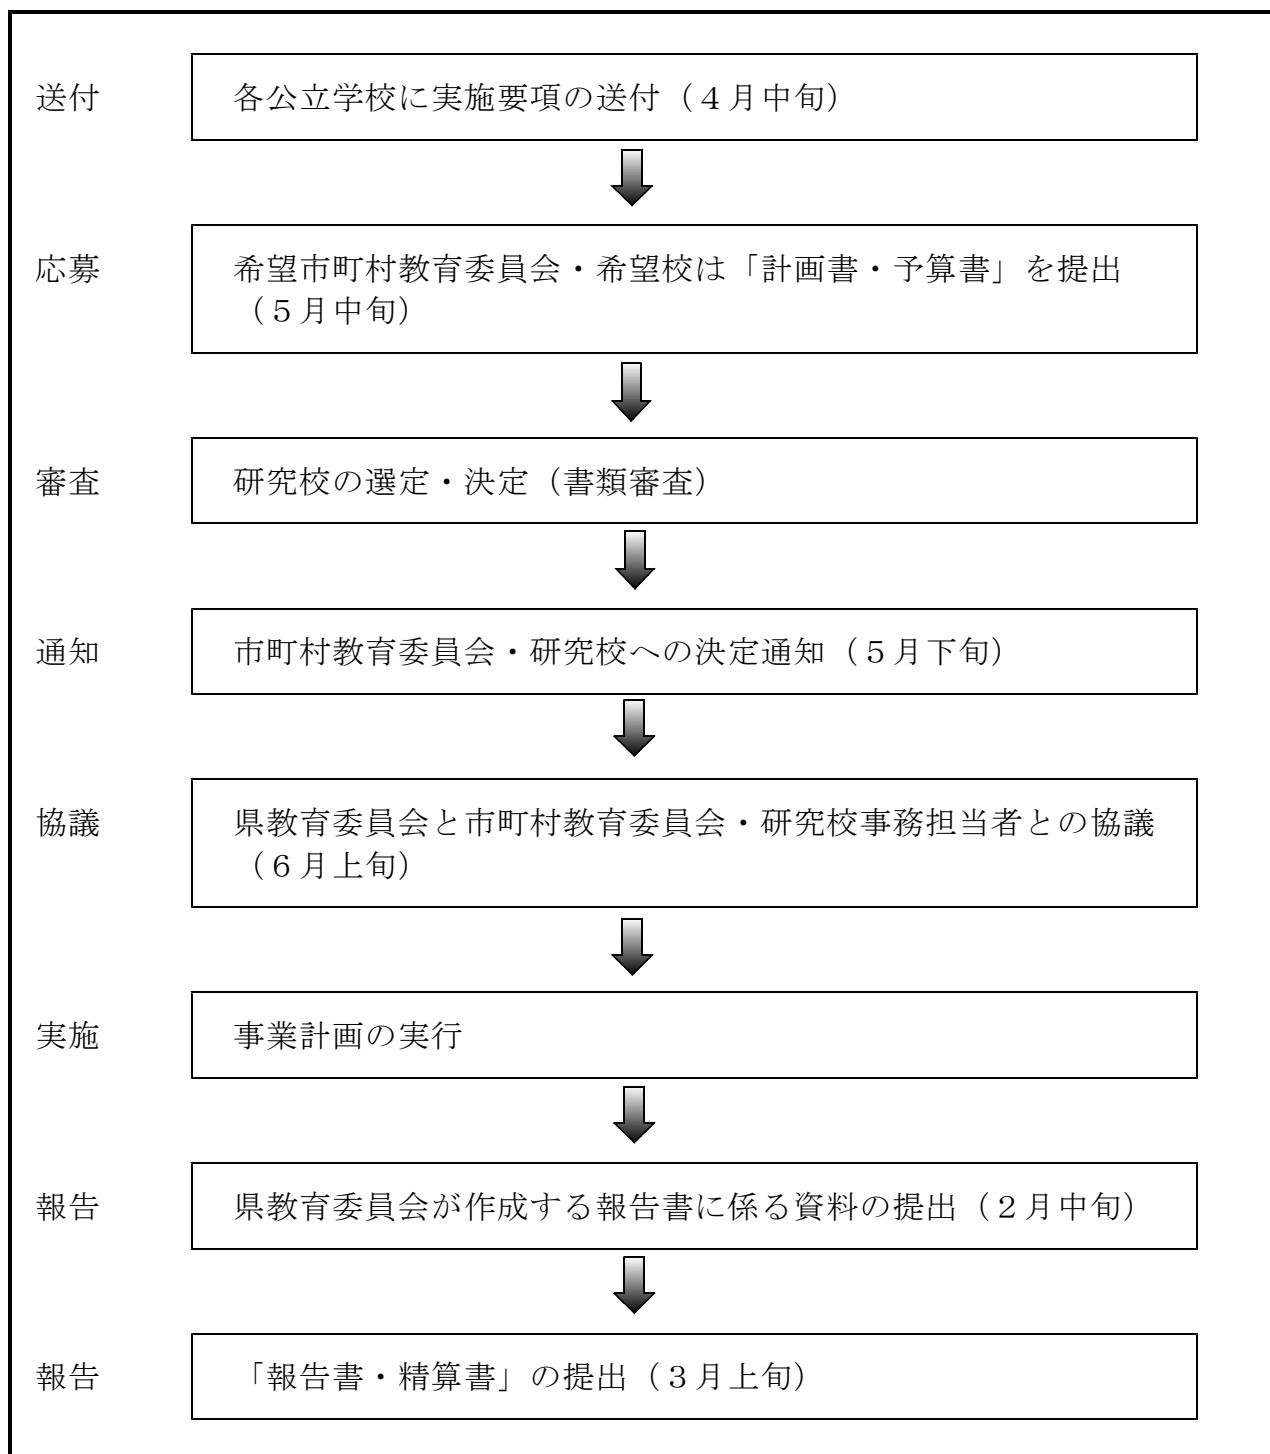 送付
各公立学校に実施要項の送付（４月中旬）
応募
希望市町村教育委員会・希望校は「計画書・予算書」を提出
（５月中旬）
審査
研究校の選定・決定（書類審査）
通知
市町村教育委員会・研究校への決定通知（５月下旬）
協議
県教育委員会と市町村教育委員会・研究校事務担当者との協議
（６月上旬）
実施
事業計画の実行
報告
県教育委員会が作成する報告書に係る資料の提出（２月中旬）
報告
「報告書・精算書」の提出（３月上旬）